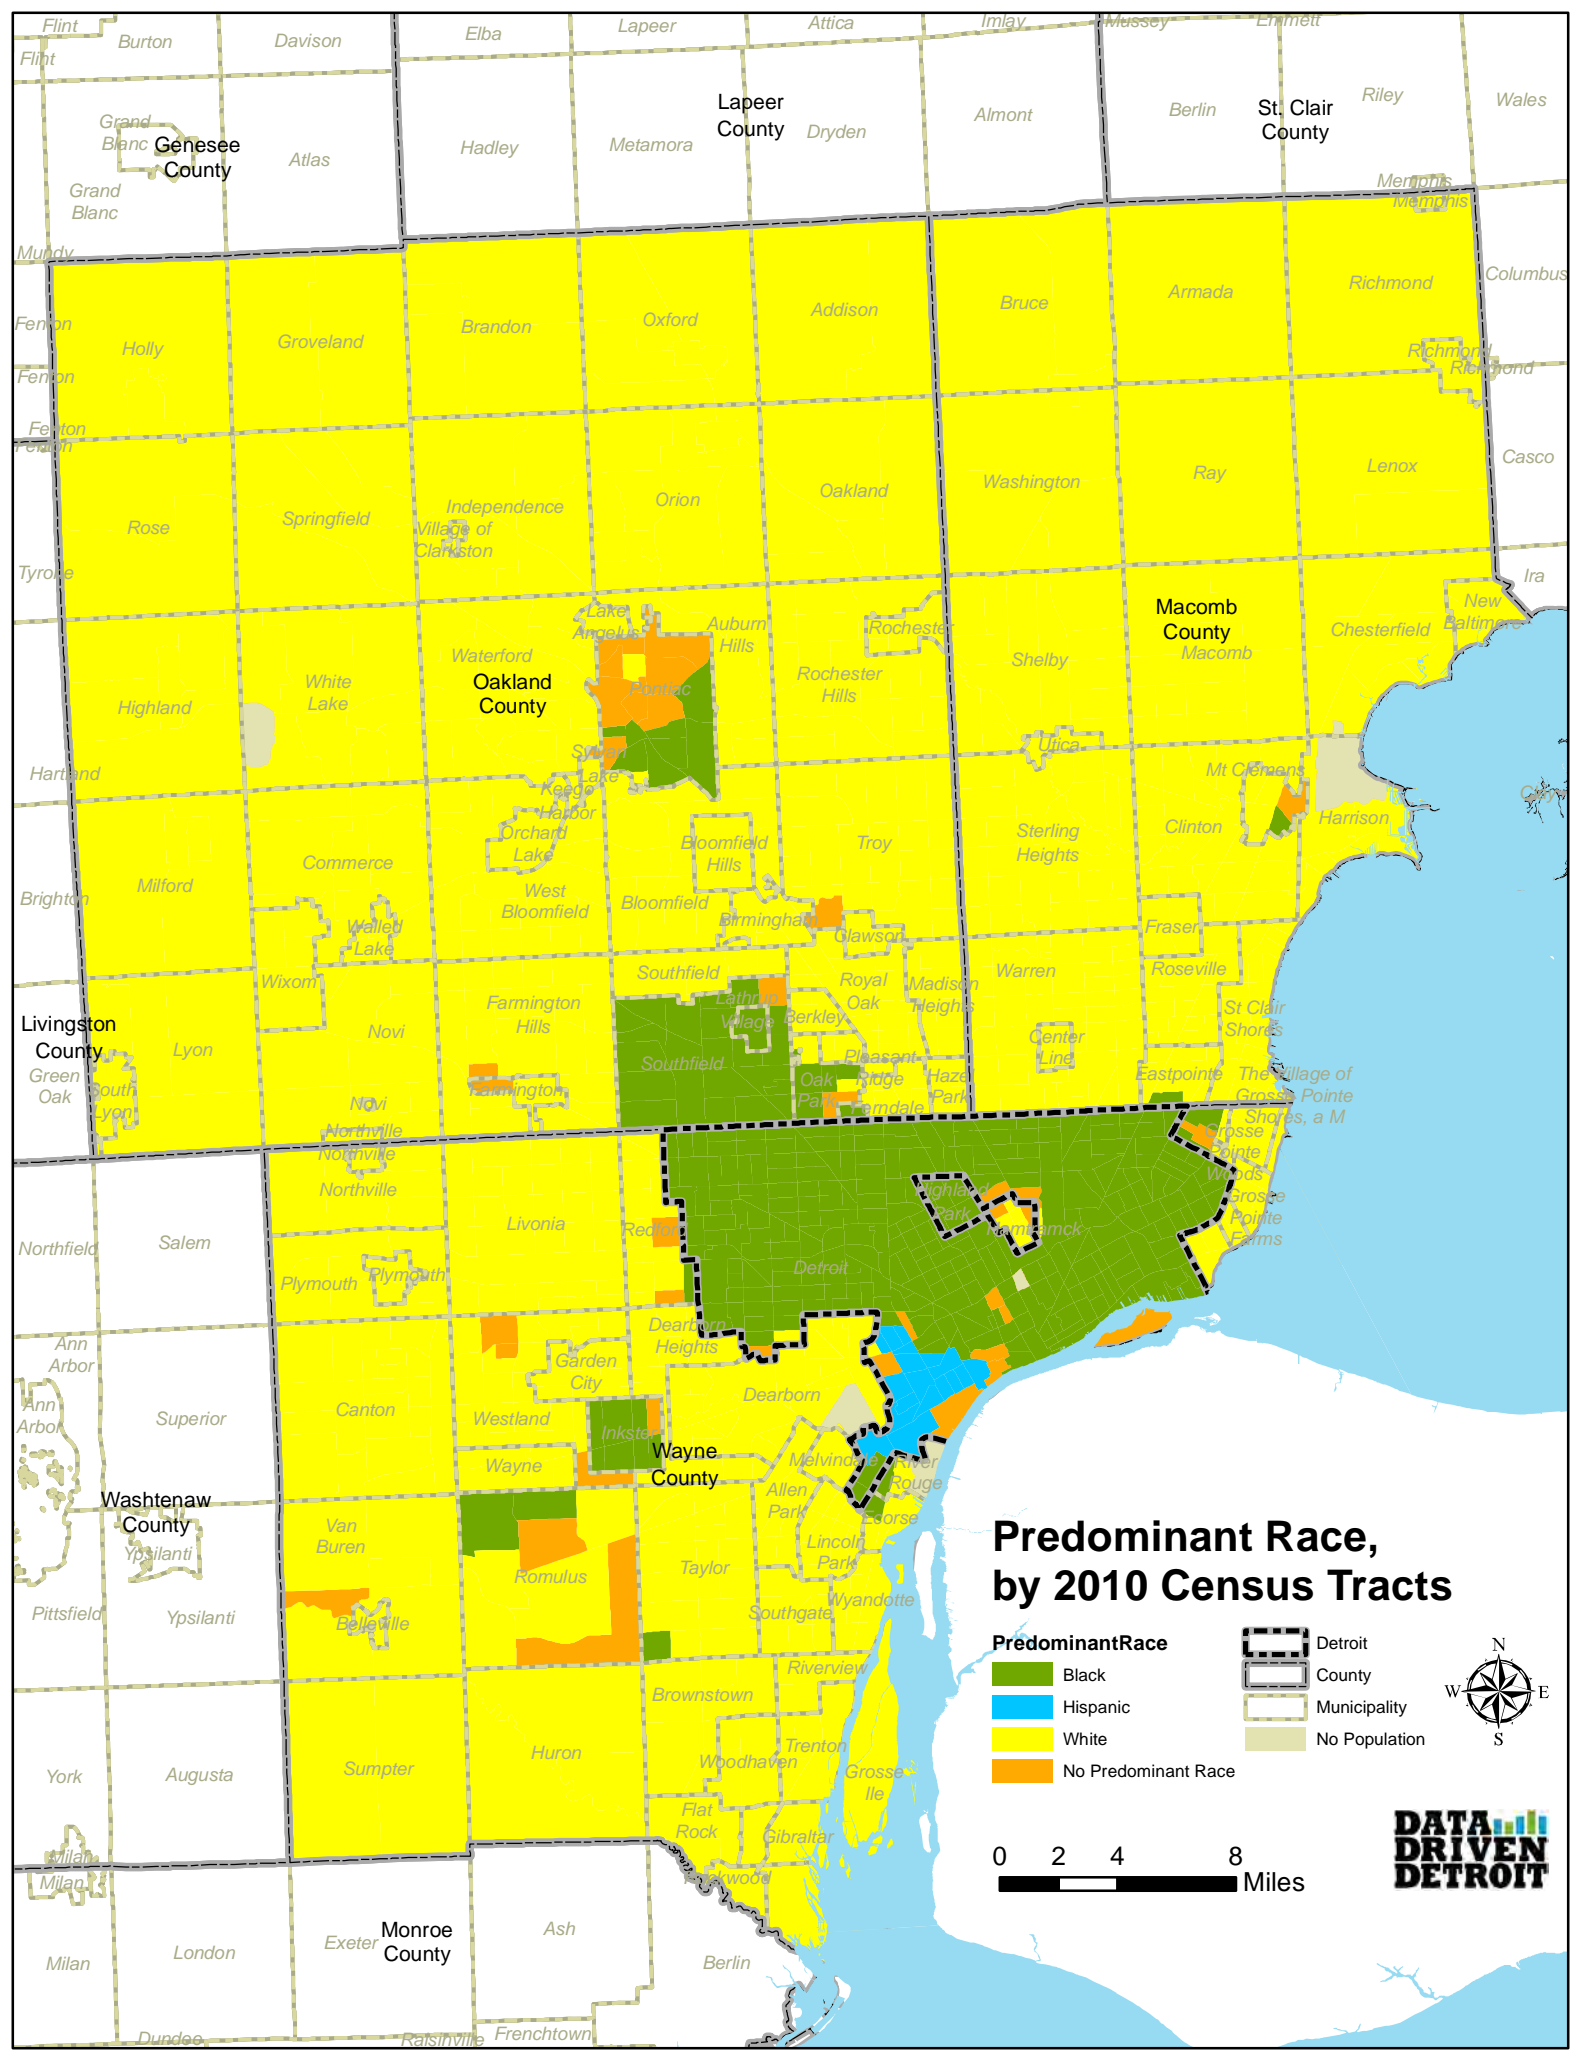 Flint
Burton
Davison
Elba
Lapeer
Attica
Imlay
Mussey
Emmett
Flint
Lapeer
County
St. Clair
County
Riley
Wales
Berlin
Almont
Dryden
Metamora
Hadley
Grand
Blanc
Genesee
County
Atlas
Grand
Blanc
Memphis
Memphis
Mundy
Columbus
Richmond
Armada
Bruce
Addison
Oxford
Brandon
Groveland
Holly
Fenton
Fenton
Richmond
Richmond
Fenton
Fenton
Casco
Lenox
Ray
Washington
Oakland
Orion
Independence
Village of
Clarkston
Springfield
Rose
Tyrone
Ira
New
Baltimore
Chesterfield
Macomb
County
Macomb
Shelby
Rochester
Rochester
Hills
Auburn
Hills
Lake
Angelus
Pontiac
Waterford
Oakland
County
White
Lake
Highland
Hartland
Sylvan
Lake
Keego
Harbor
Orchard
Lake
Utica
Mt Clemens
Clay
Harrison
Clinton
Sterling
Heights
Troy
Bloomfield
Hills
Commerce
Milford
Brighton
West
Bloomfield
Bloomfield
Birmingham
Clawson
Fraser
Walled
Lake
Wixom
Southfield
Royal
Oak
Madison
Heights
Warren
Roseville
Lathrup
Village
Berkley
Farmington
Hills
St Clair
Shores
Livingston
County
Lyon
Novi
Center
Line
Southfield
Pleasant
Ridge
Oak
Park
Hazel
Park
Ferndale
Eastpointe
The Village of
Grosse Pointe
Shores, a M
Green
Oak
South
Lyon
Farmington
Novi
Northville
Northville
Northville
Grosse
Pointe
Woods
Grosse
Pointe
Farms
Highland
Park
Hamtramck
Livonia
Redford
Detroit
Northfield
Salem
Plymouth
Plymouth
Ann
Arbor
Dearborn
Heights
Garden
City
Dearborn
Ann
Arbor
Superior
Canton
Westland
Inkster
Wayne
Wayne
County
Melvindale
River
Rouge
Allen
Park
Ecorse
Washtenaw
County
Ypsilanti
Van
Buren
Lincoln
Park
Taylor
Romulus
Wyandotte
Southgate
Pittsfield
Ypsilanti
Belleville
Riverview
Brownstown
Trenton
Woodhaven
Grosse
Ile
Huron
Sumpter
York
Augusta
Flat
Rock
Gibraltar
Rockwood
Milan
Milan
Monroe
County
Ash
Exeter
London
Milan
Berlin
Frenchtown
Raisinville
Dundee
Predominant Race,
by 2010 Census Tracts
PredominantRace
Black
Hispanic
White
No Predominant Race
Detroit
County
Municipality
No Population
N
W E
S
0 2 4 8
Miles
DATA
DRIVEN
DETROIT